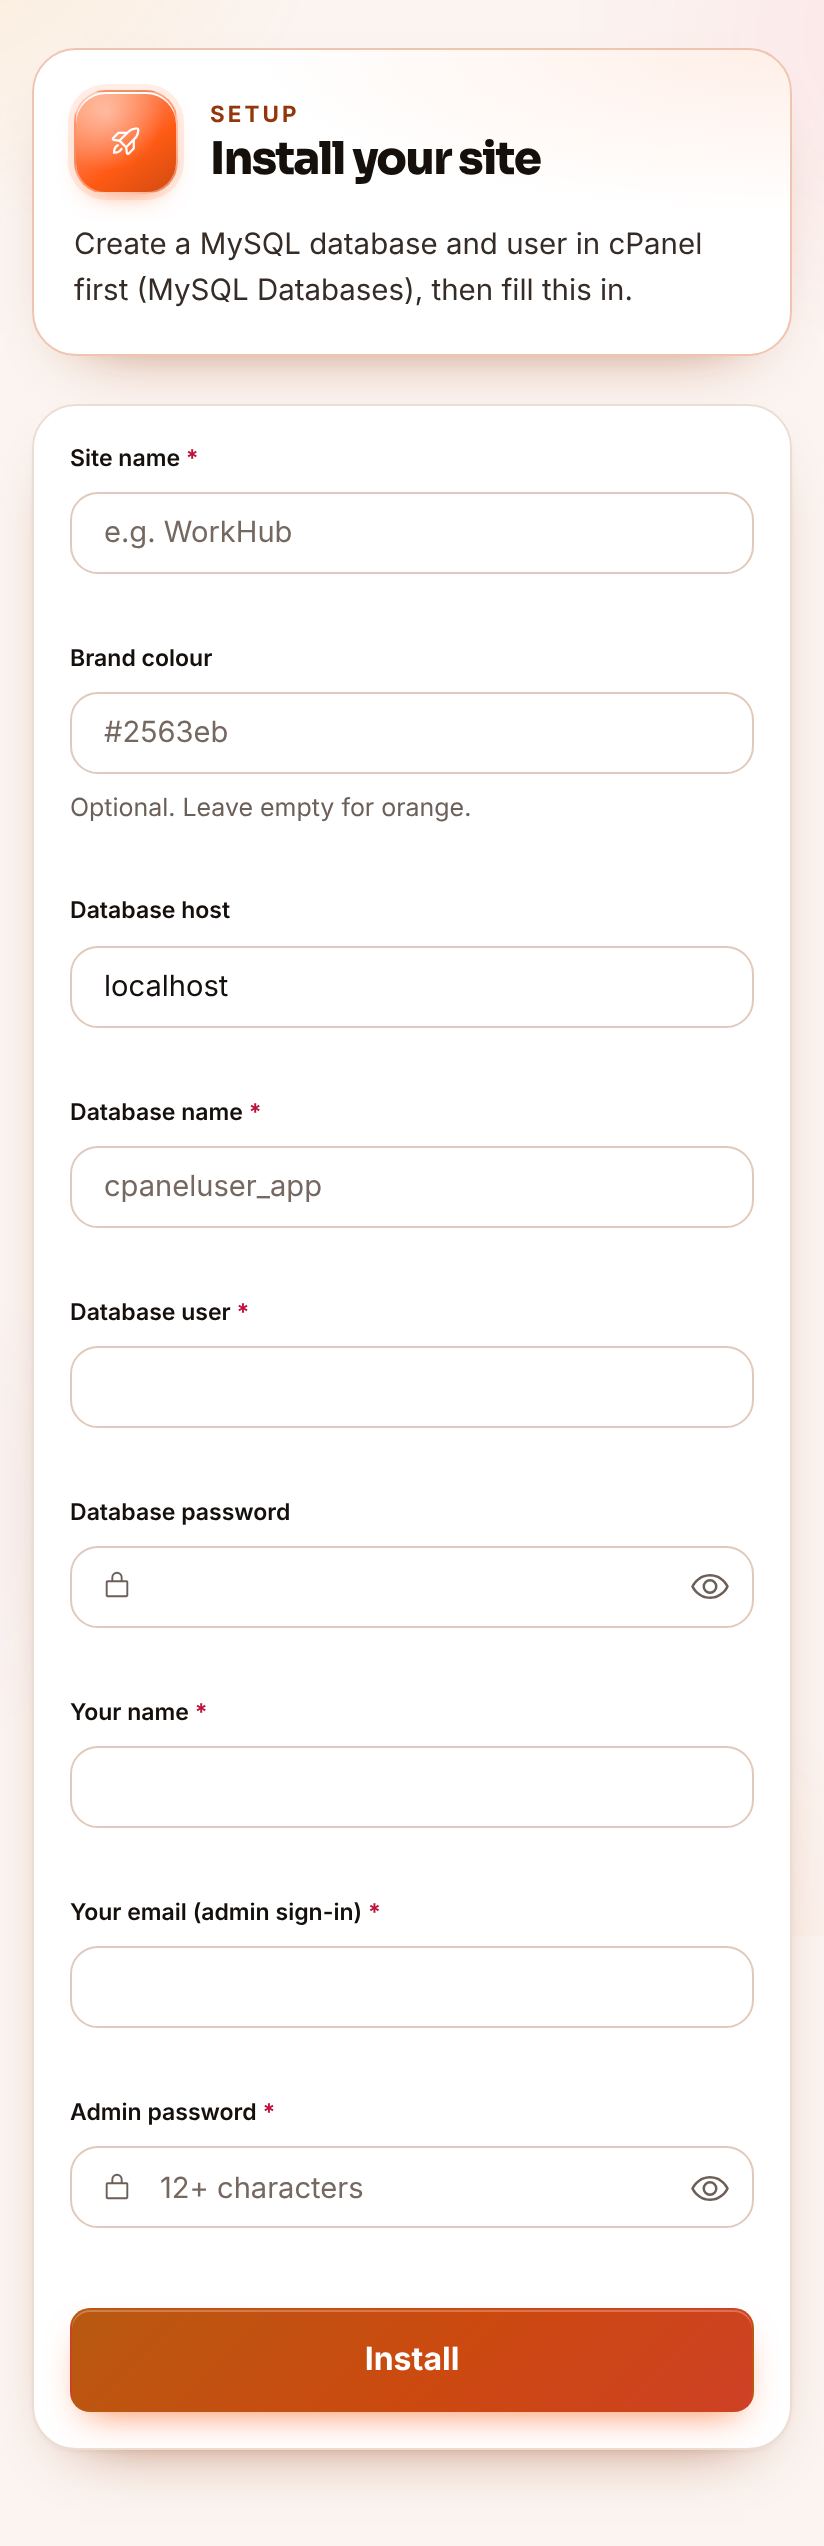 SETUP
Install your site
Create a MySQL database and user in cPanel
first (MySQL Databases), then fill this in.
Site name *
e.g. WorkHub
Brand colour
#2563eb
Optional. Leave empty for orange.
Database host
localhost
Database name *
cpaneluser_app
Database user *
Database password
Your name *
Your email (admin sign-in) *
Admin password *
12+ characters
Install